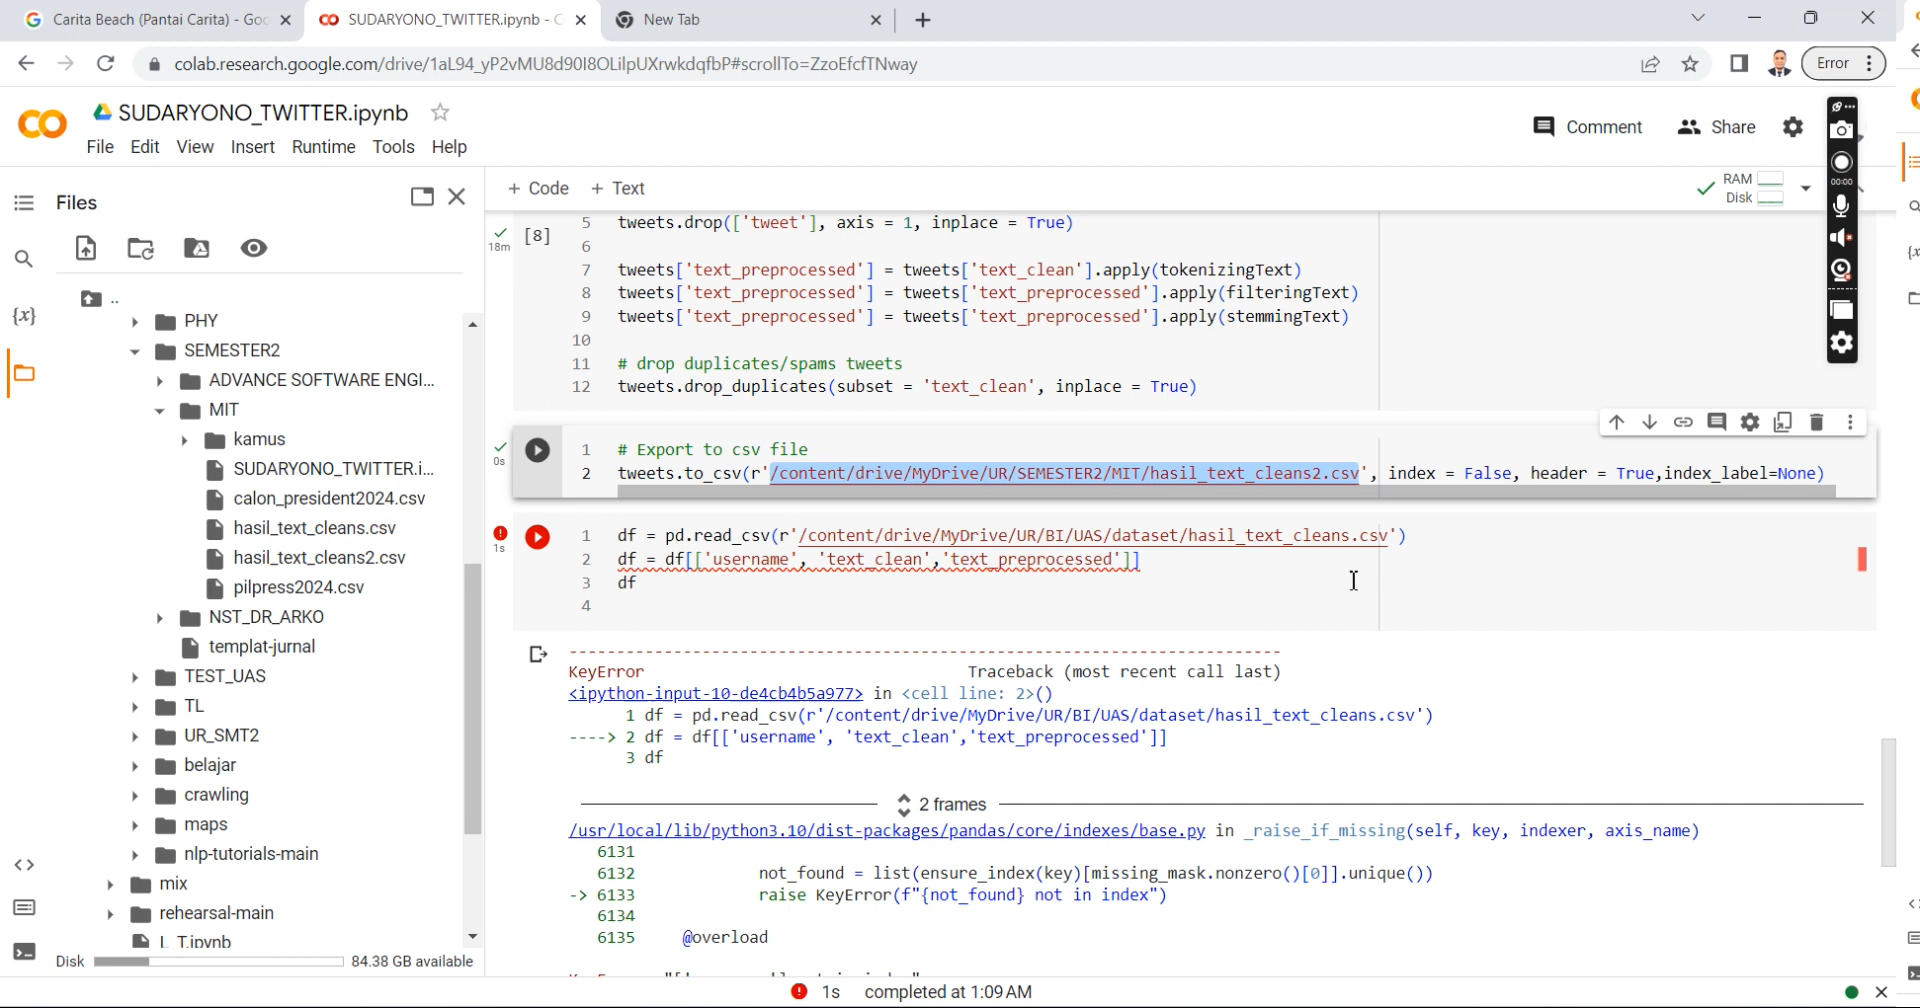 Carita Beach (Pantai Carita) - Goo
SUDARYONO_TWITTER.ipynb - C
New Tab
colab.research.google.com/drive/1aL94_yP2vMU8d90I8OLilpUXrwkdqfbP#scrollTo=ZzoEfcfTNway
Error
SUDARYONO_TWITTER.ipynb
File Edit View Insert Runtime Tools Help
Comment
Share
00:00
Files
+ Code + Text
RAM
Disk
..
PHY
SEMESTER2
ADVANCE SOFTWARE ENGI...
MIT
kamus
SUDARYONO_TWITTER.i...
calon_president2024.csv
hasil_text_cleans.csv
hasil_text_cleans2.csv
pilpress2024.csv
NST_DR_ARKO
templat-jurnal
TEST_UAS
TL
UR_SMT2
belajar
crawling
maps
nlp-tutorials-main
mix
rehearsal-main
L_T.ipynb
Disk 84.38 GB available
18m
[8]
5 tweets.drop(['tweet'], axis = 1, inplace = True)
6
7 tweets['text_preprocessed'] = tweets['text_clean'].apply(tokenizingText)
8 tweets['text_preprocessed'] = tweets['text_preprocessed'].apply(filteringText)
9 tweets['text_preprocessed'] = tweets['text_preprocessed'].apply(stemmingText)
10
11 # drop duplicates/spams tweets
12 tweets.drop_duplicates(subset = 'text_clean', inplace = True)
0s
1 # Export to csv file
2 tweets.to_csv(r'/content/drive/MyDrive/UR/SEMESTER2/MIT/hasil_text_cleans2.csv', index = False, header = True,index_label=None)
1s
1 df = pd.read_csv(r'/content/drive/MyDrive/UR/BI/UAS/dataset/hasil_text_cleans.csv')
2 df = df[['username', 'text_clean','text_preprocessed']]
3 df
4
---------------------------------------------------------------------------
KeyError Traceback (most recent call last)
<ipython-input-10-de4cb4b5a977> in <cell line: 2>()
1 df = pd.read_csv(r'/content/drive/MyDrive/UR/BI/UAS/dataset/hasil_text_cleans.csv')
----> 2 df = df[['username', 'text_clean','text_preprocessed']]
3 df
2 frames
/usr/local/lib/python3.10/dist-packages/pandas/core/indexes/base.py in _raise_if_missing(self, key, indexer, axis_name)
6131
6132 not_found = list(ensure_index(key)[missing_mask.nonzero()[0]].unique())
-> 6133 raise KeyError(f"{not_found} not in index")
6134
6135 @overload
1s completed at 1:09 AM